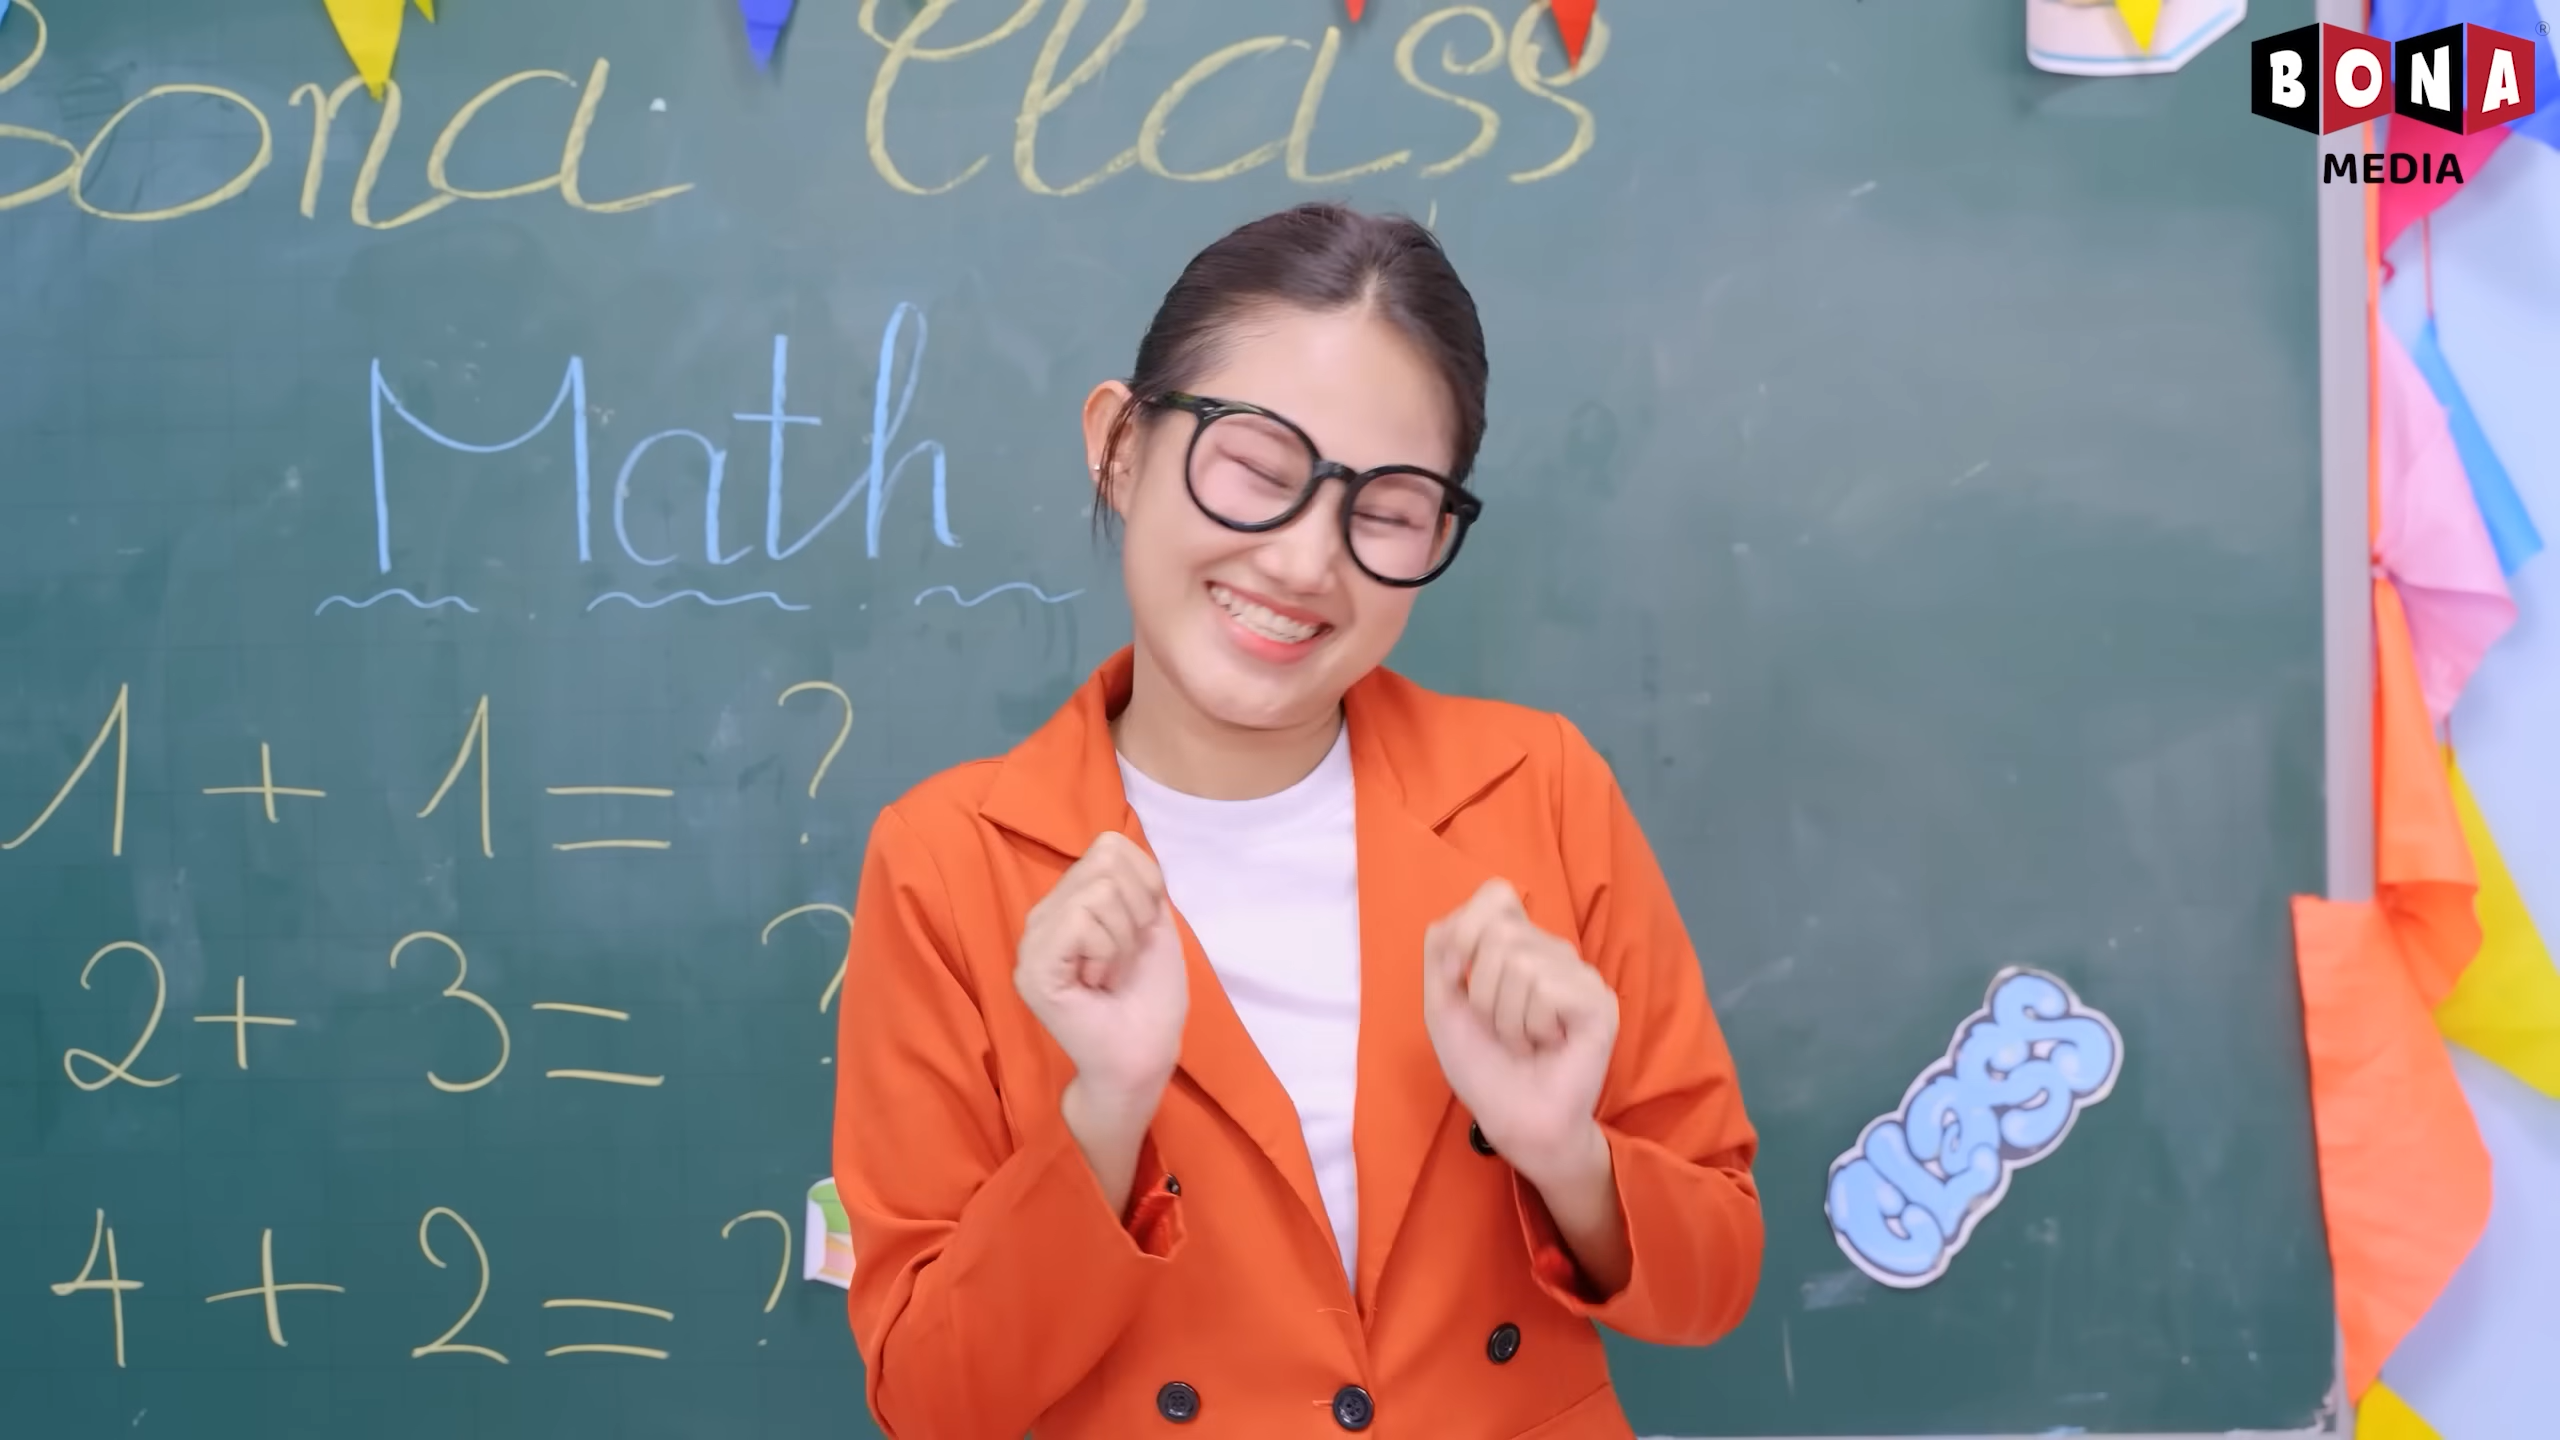 Bona Class
BONA
MEDIA
Math
1 + 1 = ?
2 + 3 = ?
4 + 2 = ?
CLASS